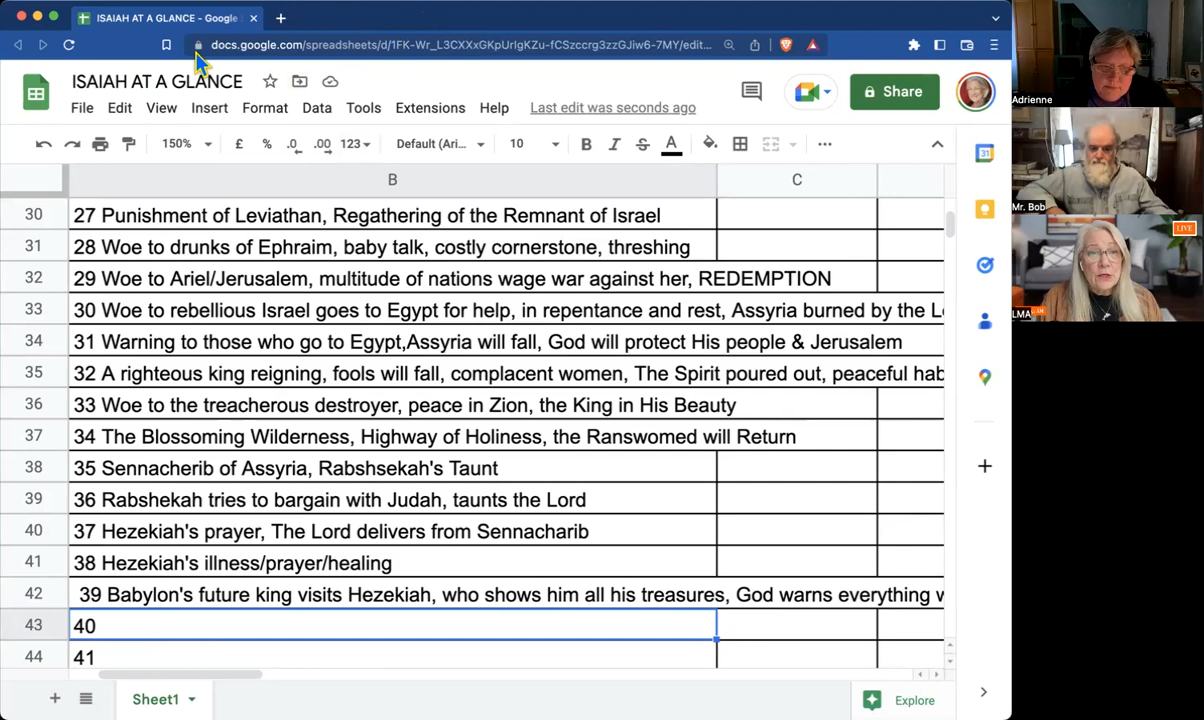 ISAIAH AT A GLANCE - Google
docs.google.com/spreadsheets/d/1FK-Wr_L3CXXxGKpUrIgKZu-fCSzccrg3zzGJiw6-7MY/edit...
ISAIAH AT A GLANCE
Share
File Edit View Insert Format Data Tools Extensions Help Last edit was seconds ago
150% £ % .0 .00 123 Default (Ari... 10 B I S A
B C
30 27 Punishment of Leviathan, Regathering of the Remnant of Israel
31 28 Woe to drunks of Ephraim, baby talk, costly cornerstone, threshing
32 29 Woe to Ariel/Jerusalem, multitude of nations wage war against her, REDEMPTION
33 30 Woe to rebellious Israel goes to Egypt for help, in repentance and rest, Assyria burned by the Lo
34 31 Warning to those who go to Egypt,Assyria will fall, God will protect His people & Jerusalem
35 32 A righteous king reigning, fools will fall, complacent women, The Spirit poured out, peaceful hab
36 33 Woe to the treacherous destroyer, peace in Zion, the King in His Beauty
37 34 The Blossoming Wilderness, Highway of Holiness, the Ranswomed will Return
38 35 Sennacherib of Assyria, Rabshsekah's Taunt
39 36 Rabshekah tries to bargain with Judah, taunts the Lord
40 37 Hezekiah's prayer, The Lord delivers from Sennacharib
41 38 Hezekiah's illness/prayer/healing
42 39 Babylon's future king visits Hezekiah, who shows him all his treasures, God warns everything w
43 40
44 41
Sheet1
Explore
31
Adrienne
Mr. Bob
LIVE
LMA